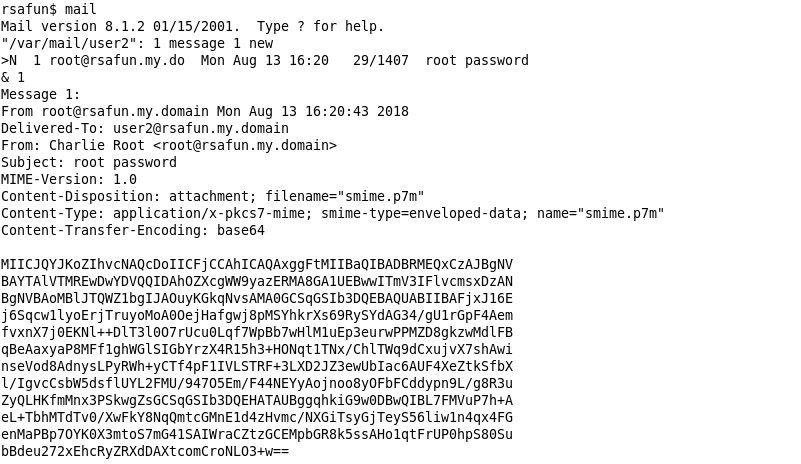 rsafun$ mail
Mail version 8.1.2 01/15/2001.  Type ? for help.
"/var/mail/user2": 1 message 1 new
>N  1 root@rsafun.my.do  Mon Aug 13 16:20   29/1407  root password
& 1
Message 1:
From root@rsafun.my.domain Mon Aug 13 16:20:43 2018
Delivered-To: user2@rsafun.my.domain
From: Charlie Root <root@rsafun.my.domain>
Subject: root password
MIME-Version: 1.0
Content-Disposition: attachment; filename="smime.p7m"
Content-Type: application/x-pkcs7-mime; smime-type=enveloped-data; name="smime.p7m"
Content-Transfer-Encoding: base64

MIICJQYJKoZIhvcNAQcDoIICFjCCAhICAQAxggFtMIIBaQIBADBRMEQxCzAJBgNV
BAYTAlVTMREwDwYDVQQIDAhOZXcgWW9yazERMA8GA1UEBwwITmV3IFlvcmsxDzAN
BgNVBAoMBlJTQWZ1bgIJAOuyKGkqNvsAMA0GCSqGSIb3DQEBAQUABIIBAFjxJ16E
j6Sqcw1lyoErjTruyoMoA0OejHafgwj8pMSYhkrXs69RySYdAG34/gU1rGpF4Aem
fvxnX7j0EKNl++DlT3l0O7rUcu0Lqf7WpBb7wHlM1uEp3eurwPPMZD8gkzwMdlFB
qBeAaxyaP8MFf1ghWGlSIGbYrzX4R15h3+HONqt1TNx/ChlTWq9dCxujvX7shAwi
nseVod8AdnysLPyRWh+yCTf4pF1IVLSTRF+3LXD2JZ3ewUbIac6AUF4XeZtkSfbX
l/IgvcCsbW5dsflUYL2FMU/947O5Em/F44NEYyAojnoo8yOFbFCddypn9L/g8R3u
ZyQLHKfmMnx3PSkwgZsGCSqGSIb3DQEHATAUBggqhkiG9w0DBwQIBL7FMVuP7h+A
eL+TbhMTdTv0/XwFkY8NqQmtcGMnE1d4zHvmc/NXGiTsyGjTeyS56liw1n4qx4FG
enMaPBp7OYK0X3mtoS7mG41SAIWraCZtzGCEMpbGR8k5ssAHo1qtFrUP0hpS80Su
bBdeu272xEhcRyZRXdDAXtcomCroNLO3+w==